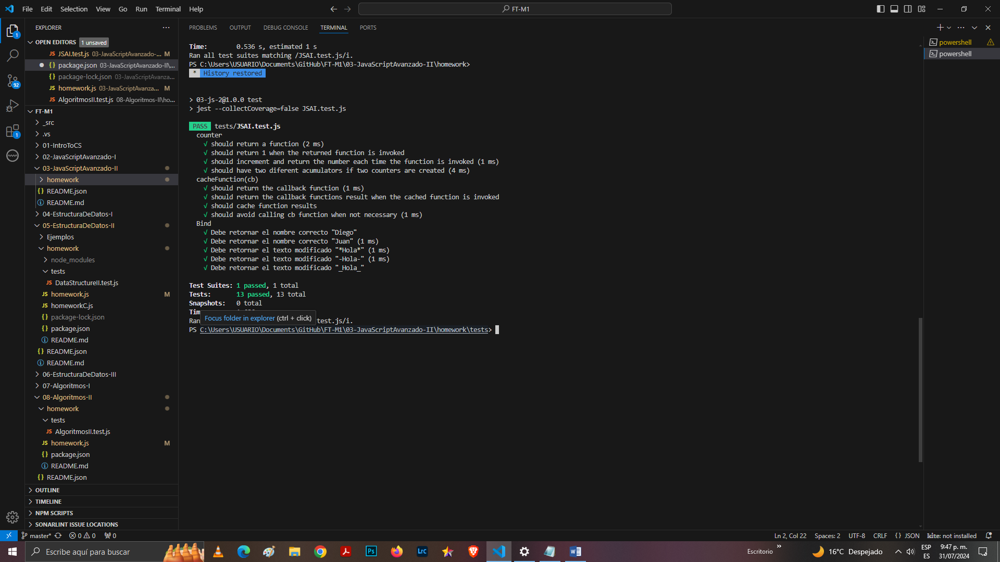 File Edit Selection View Go Run Terminal Help
FT-M1
EXPLORER
OPEN EDITORS 1 unsaved
JS JSAI.test.js 03-JavaScriptAvanzado-... M
{} package.json 03-JavaScriptAvanzado-II\...
{} package-lock.json 03-JavaScriptAvanza...
JS homework.js 03-JavaScriptAvanza... M
JS AlgoritmosII.test.js 08-Algoritmos-II\ho...
FT-M1
_src
.vs
01-IntroToCS
02-JavaScriptAvanzado-I
03-JavaScriptAvanzado-II
homework
{} README.json
README.md
04-EstructuraDeDatos-I
05-EstructuraDeDatos-II
Ejemplos
homework
node_modules
tests
JS DataStructureII.test.js
JS homework.js M
JS homeworkC.js
{} package-lock.json
{} package.json
README.md
{} README.json
README.md
06-EstructuraDeDatos-III
07-Algoritmos-I
08-Algoritmos-II
homework
tests
JS AlgoritmosII.test.js
JS homework.js M
{} package.json
README.md
{} README.json
OUTLINE
TIMELINE
NPM SCRIPTS
SONARLINT ISSUE LOCATIONS
1
92
1
PROBLEMS OUTPUT DEBUG CONSOLE TERMINAL PORTS
powershell
powershell
Time: 0.536 s, estimated 1 s
Ran all test suites matching /JSAI.test.js/i.
PS C:\Users\USUARIO\Documents\GitHub\FT-M1\03-JavaScriptAvanzado-II\homework>
* History restored
> 03-js-2@1.0.0 test
> jest --collectCoverage=false JSAI.test.js
PASS tests/JSAI.test.js
counter
√ should return a function (2 ms)
√ should return 1 when the returned function is invoked
√ should increment and return the number each time the function is invoked (1 ms)
√ should have two diferent acumulators if two counters are created (4 ms)
cacheFunction(cb)
√ should return the callback function (1 ms)
√ should return the callback functions result when the cached function is invoked
√ should cache function results
√ should avoid calling cb function when not necessary (1 ms)
Bind
√ Debe retornar el nombre correcto "Diego"
√ Debe retornar el nombre correcto "Juan" (1 ms)
√ Debe retornar el texto modificado "*Hola*" (1 ms)
√ Debe retornar el texto modificado "-Hola-" (1 ms)
√ Debe retornar el texto modificado "_Hola_"
Test Suites: 1 passed, 1 total
Tests: 13 passed, 13 total
Snapshots: 0 total
Tim
Focus folder in explorer (ctrl + click)
Ran test.js/i.
PS C:\Users\USUARIO\Documents\GitHub\FT-M1\03-JavaScriptAvanzado-II\homework\tests>
master* 0 0 0
Ln 2, Col 22 Spaces: 2 UTF-8 CRLF {} JSON kite: not installed
Escribe aquí para buscar
Ps Lrc
Escritorio »
16°C Despejado
ESP
ES
9:47 p. m.
31/07/2024